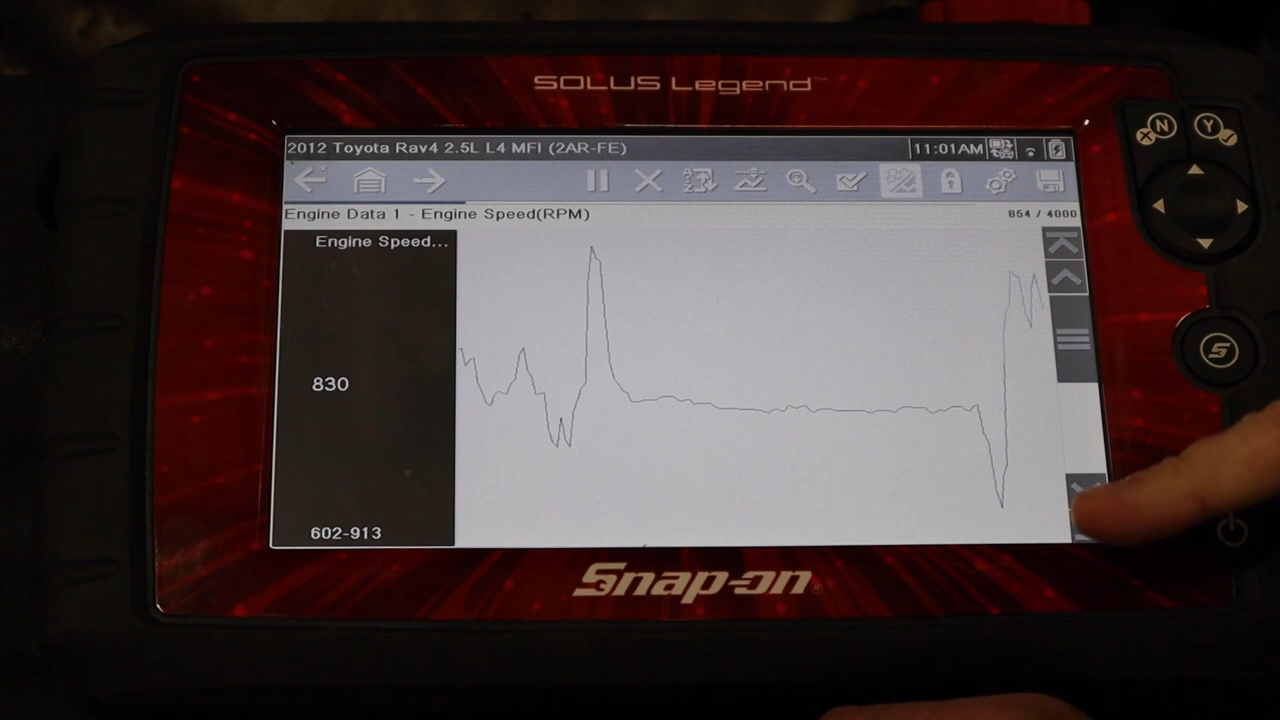 SOLUS Legend™
2012 Toyota Rav4 2.5L L4 MFI (2AR-FE)
11:01AM
Engine Data 1 - Engine Speed(RPM)
854 / 4000
Engine Speed...
830
602-913
Snap-on®
N
Y
S